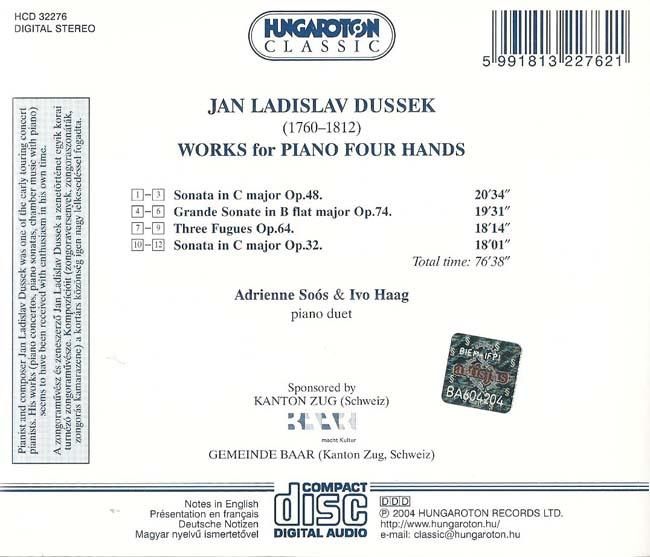 HCD 32276
DIGITAL STEREO
HUNGAROTON
CLASSIC
5 991813 227621
JAN LADISLAV DUSSEK
(1760–1812)
WORKS for PIANO FOUR HANDS
1–3 Sonata in C major Op.48. 20′34″
4–6 Grande Sonate in B flat major Op.74. 19′31″
7–9 Three Fugues Op.64. 18′14″
10–12 Sonata in C major Op.32. 18′01″
Total time: 76′38″
Adrienne Soós & Ivo Haag
piano duet
Pianist and composer Jan Ladislav Dussek was one of the early touring concert
pianists. His works (piano concertos, piano sonatas, chamber music with piano)
seems to have been received with enthusiasm in his own time.
A zongoraművész és zeneszerző Jan Ladislav Dussek a zenetörténet egyik korai
turnézó zongoraművésze. Kompozícióit (zongoraversenyek, zongoraszonáták,
zongorás kamarazene) a kortárs közönség igen nagy lelkesedéssel fogadta.
BIEM-IFPI
artisjus
BA604204
Sponsored by
KANTON ZUG (Schweiz)
BAAR
macht Kultur
GEMEINDE BAAR (Kanton Zug, Schweiz)
Notes in English
Présentation en français
Deutsche Notizen
Magyar nyelvű ismertetővel
COMPACT
disc
DIGITAL AUDIO
DDD
Ⓟ 2004 HUNGAROTON RECORDS LTD.
http://www.hungaroton.hu/
e-mail: classic@hungaroton.hu